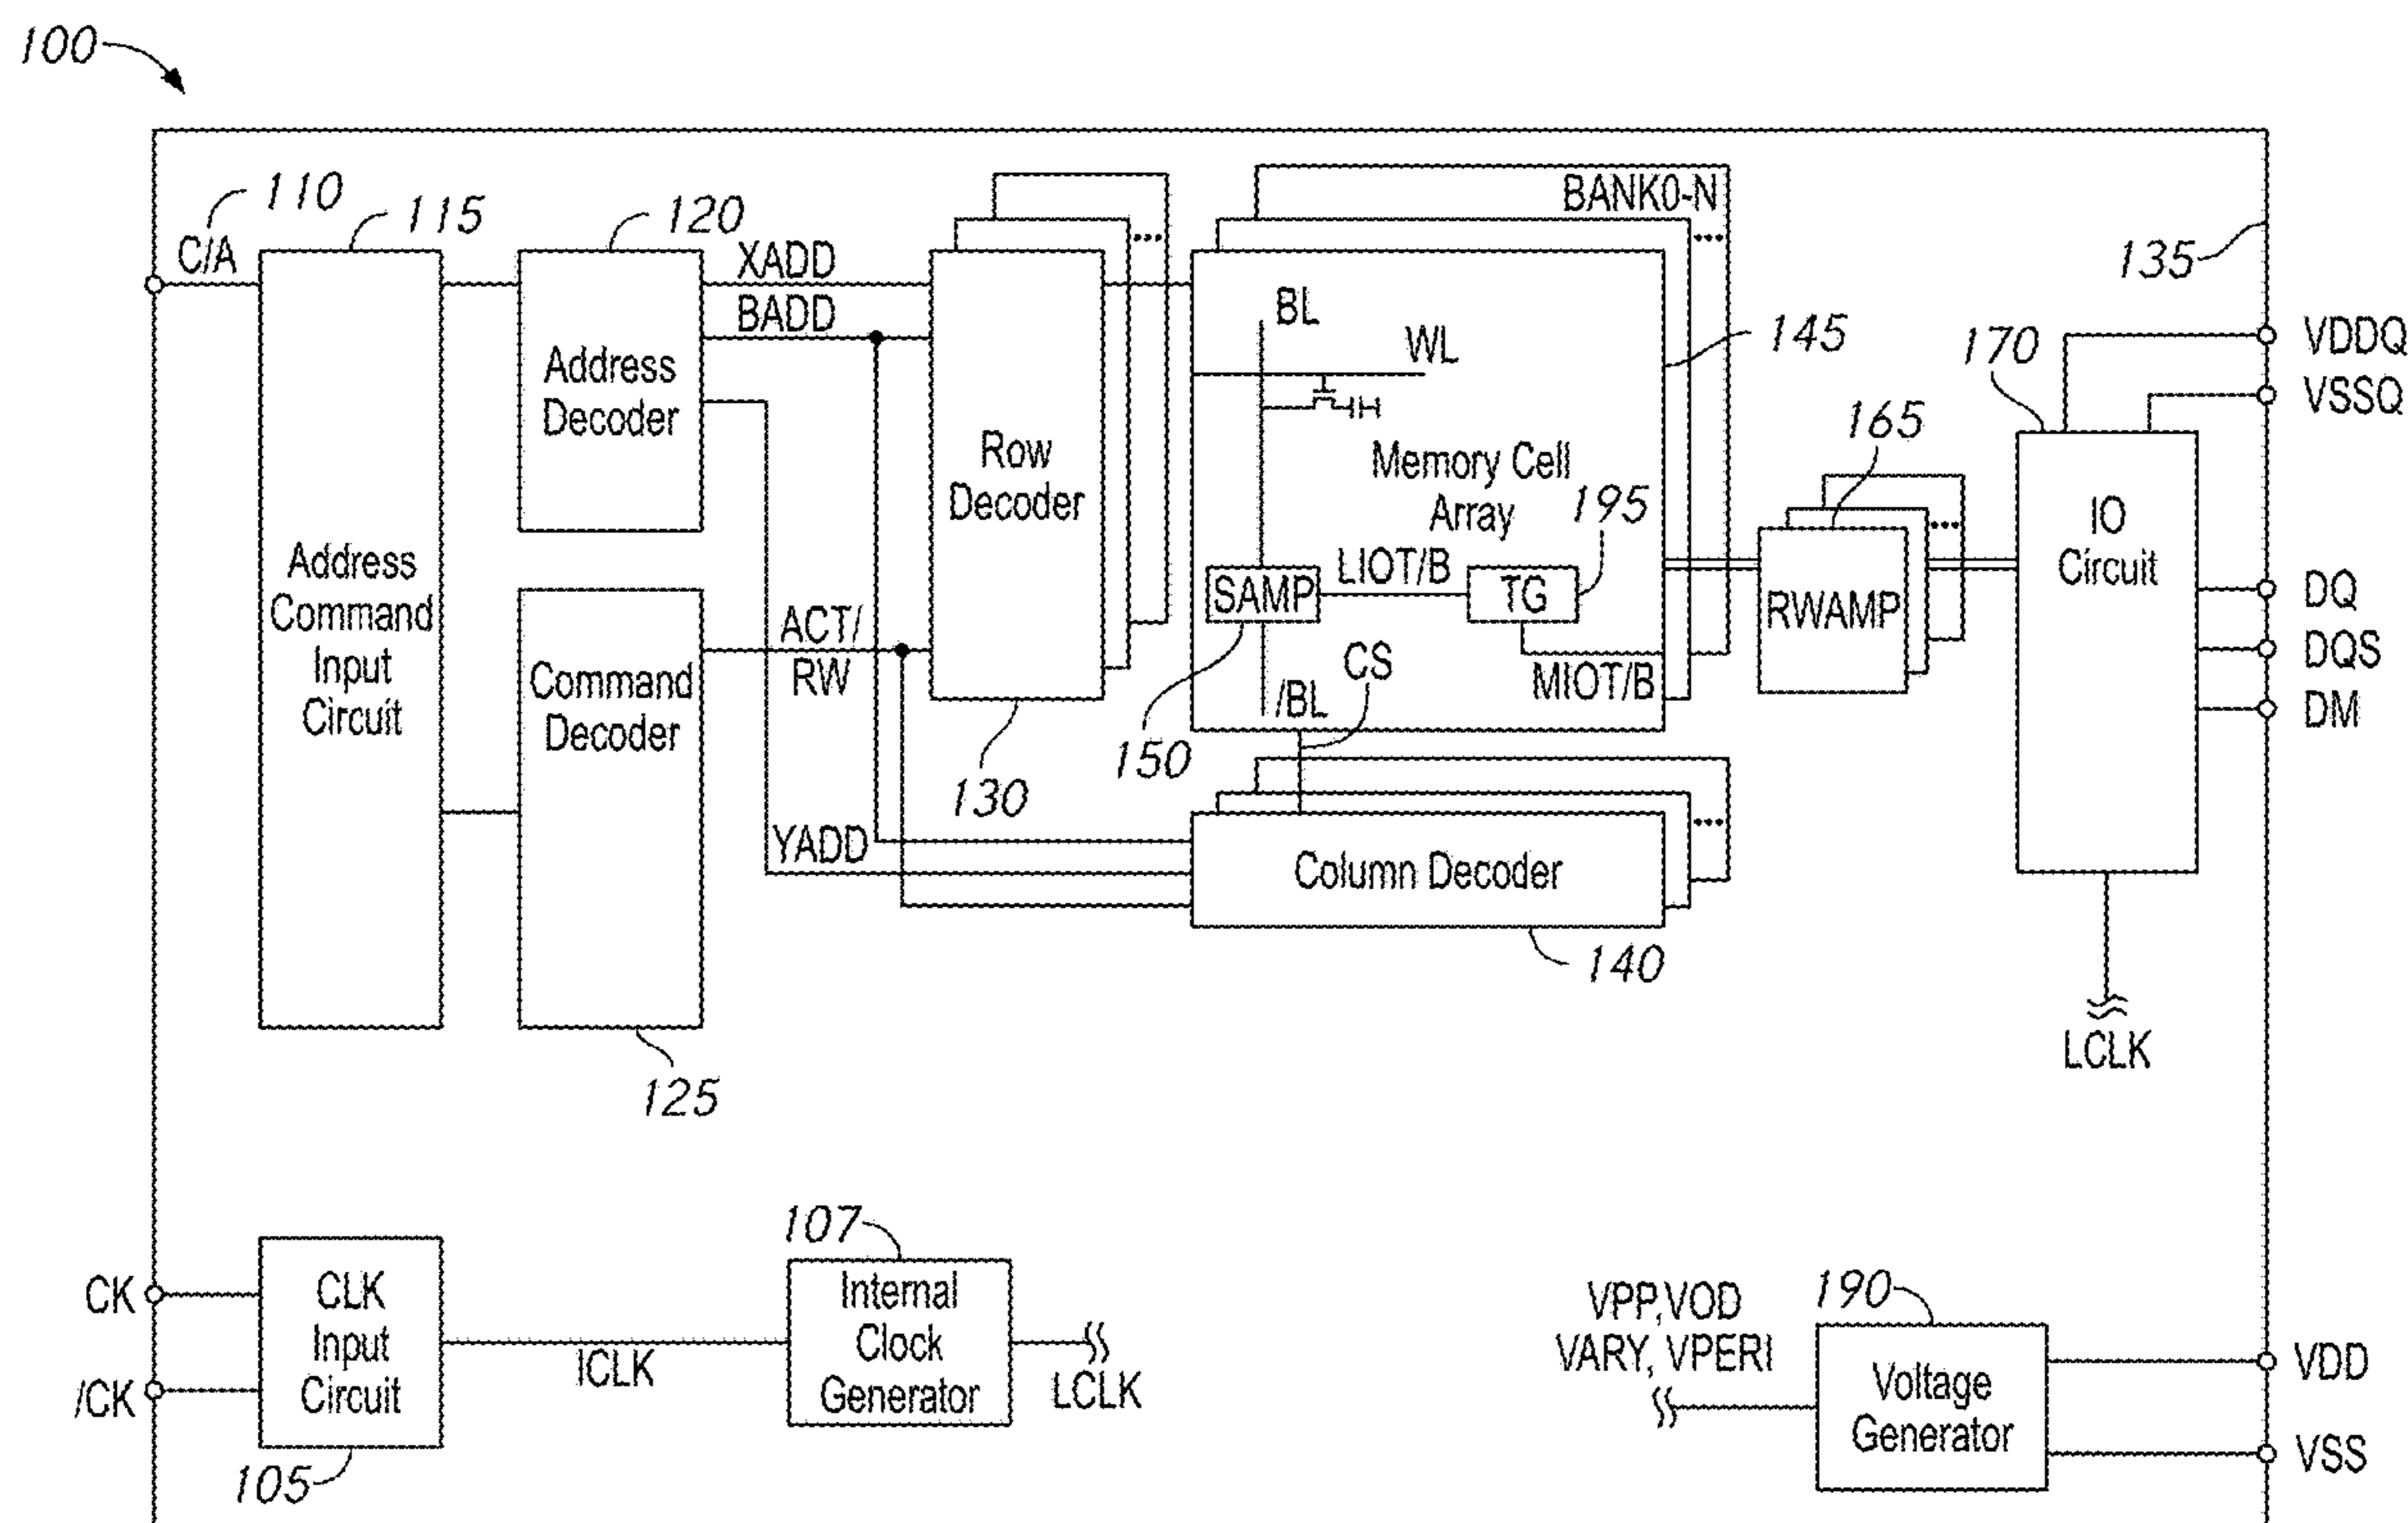 100
110
115
120
C/A
XADD
BADD
BANK0-N
135
BL
WL
145
170
VDDQ
VSSQ
Address
Decoder
Row
Decoder
Memory Cell
Array
195
165
IO
Circuit
Address
Command
Input
Circuit
SAMP
LIOT/B
TG
RWAMP
DQ
DQS
DM
Command
Decoder
ACT/
RW
CS
MIOT/B
/BL
150
130
YADD
Column Decoder
140
125
LCLK
107
CK
/CK
CLK
Input
Circuit
ICLK
Internal
Clock
Generator
LCLK
105
VPP,VOD
VARY, VPERI
190
Voltage
Generator
VDD
VSS